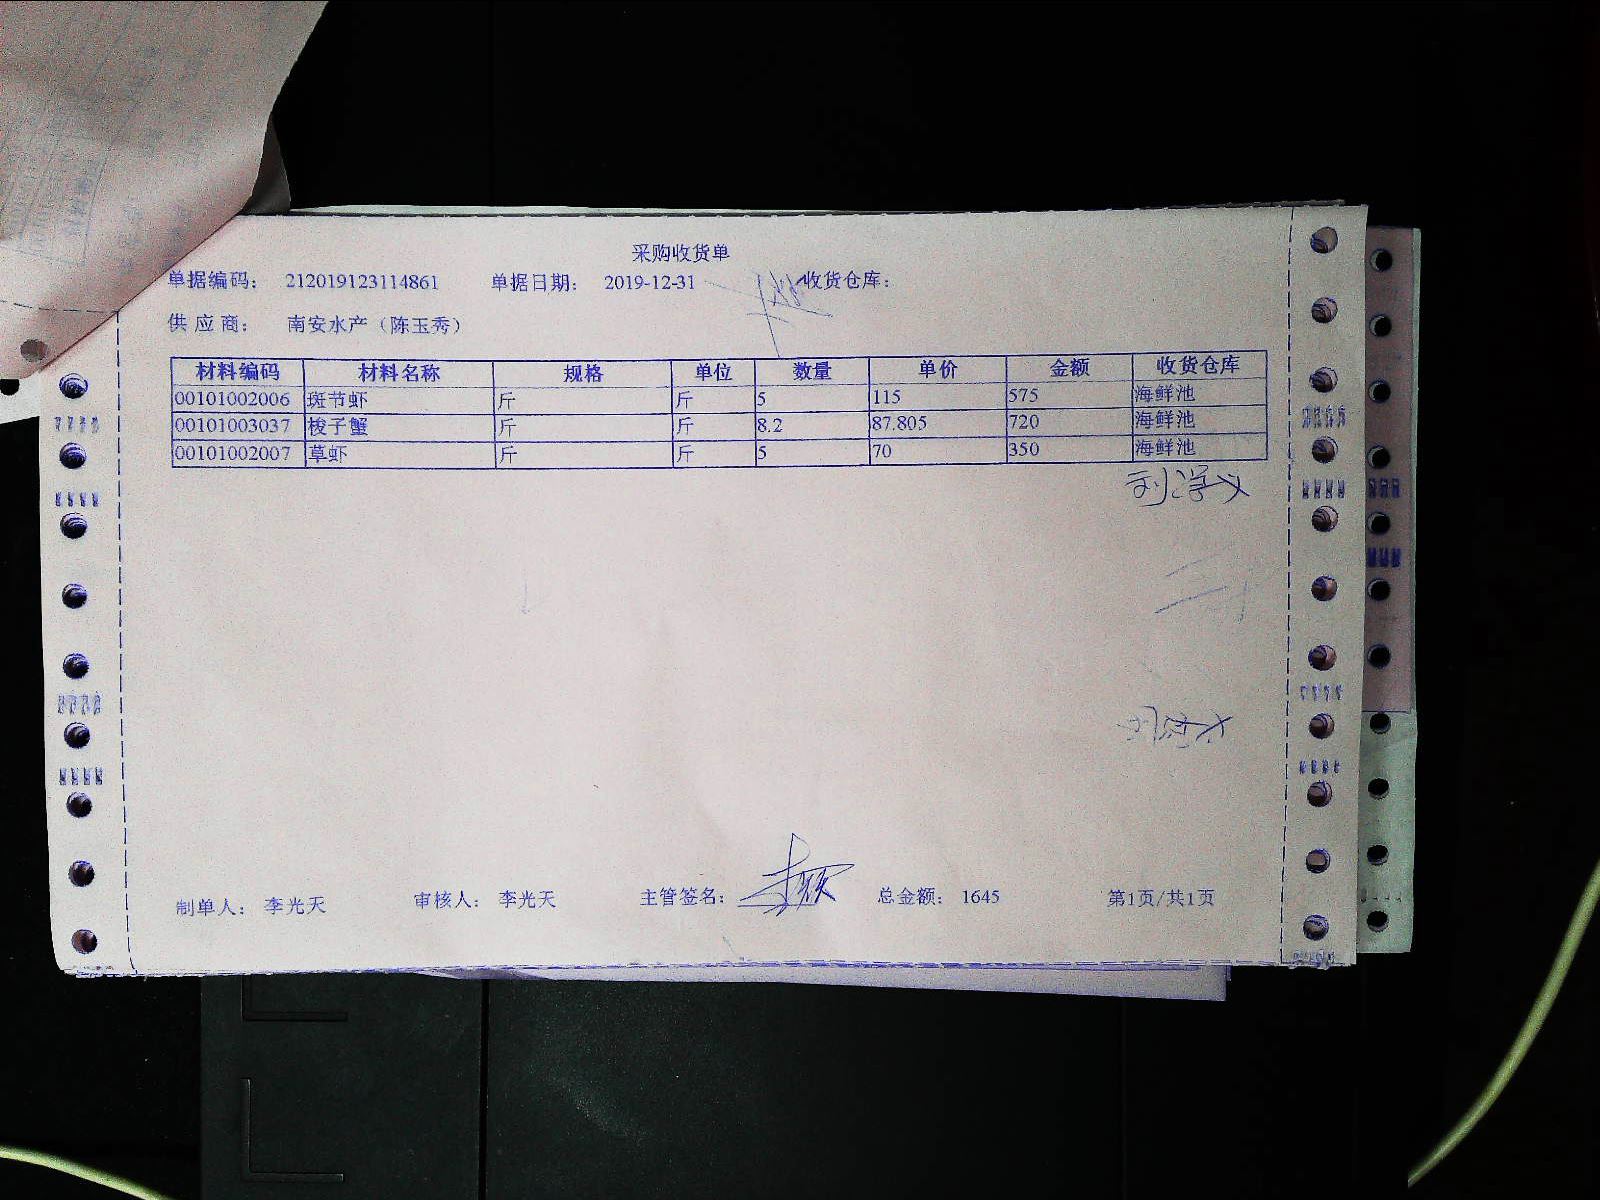 采购收货单
单据编码： 212019123114861 单据日期： 2019-12-31 收货仓库：
供应商： 南安水产（陈玉秀）
材料编码 材料名称 规格 单位 数量 单价 金额 收货仓库
00101002006 斑节虾 斤 斤 5 115 575 海鲜池
00101003037 梭子蟹 斤 斤 8.2 87.805 720 海鲜池
00101002007 草虾 斤 斤 5 70 350 海鲜池
制单人： 李光天 审核人： 李光天 主管签名： 总金额： 1645 第1页/共1页